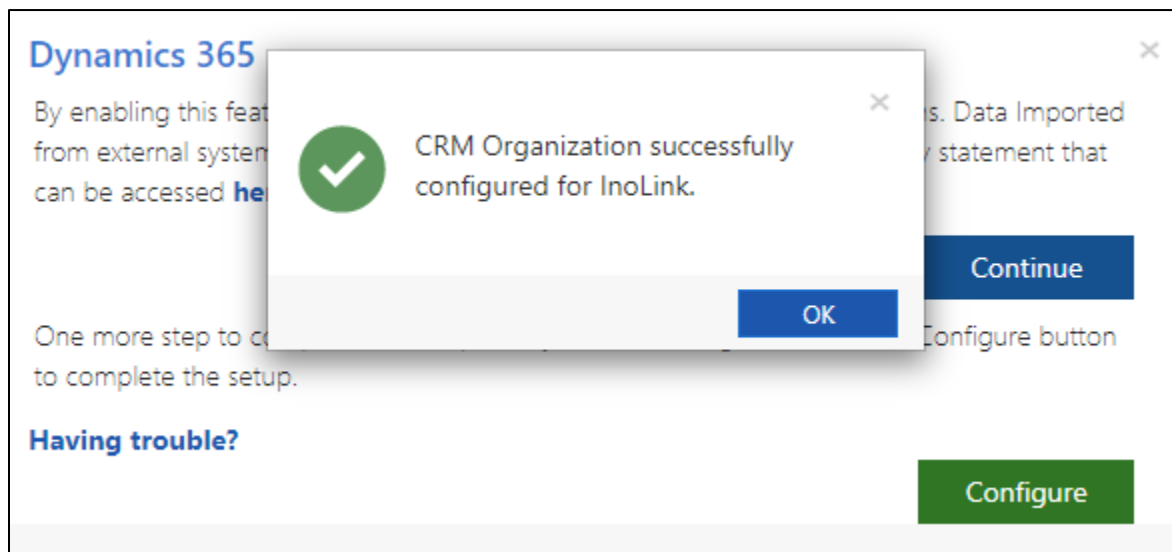 Dynamics 365
By enabling this feat
ns. Data Imported
from external system
y statement that
can be accessed he
CRM Organization successfully
configured for InoLink.
Continue
OK
One more step to co
Configure button
to complete the setup.
Having trouble?
Configure